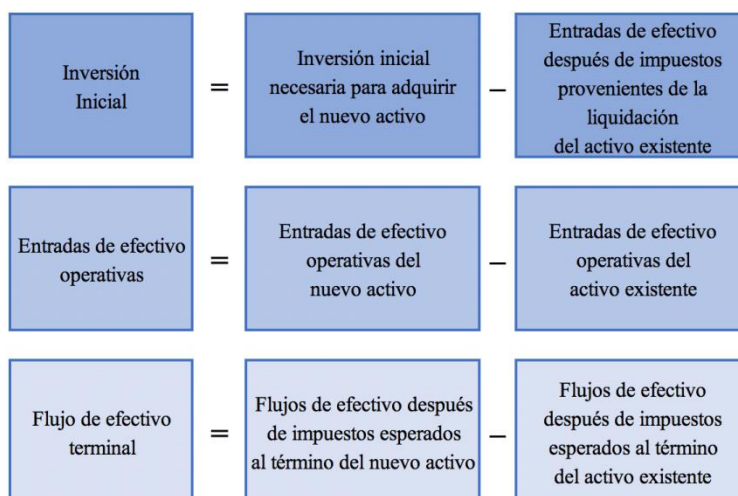 Inversión
Inicial
=
Inversión inicial
necesaria para adquirir
el nuevo activo
–
Entradas de efectivo
después de impuestos
provenientes de la
liquidación
del activo existente
Entradas de efectivo
operativas
=
Entradas de efectivo
operativas del
nuevo activo
–
Entradas de efectivo
operativas del
activo existente
Flujo de efectivo
terminal
=
Flujos de efectivo después
de impuestos esperados
al término del nuevo activo
–
Flujos de efectivo
después de impuestos
esperados al término
del activo existente